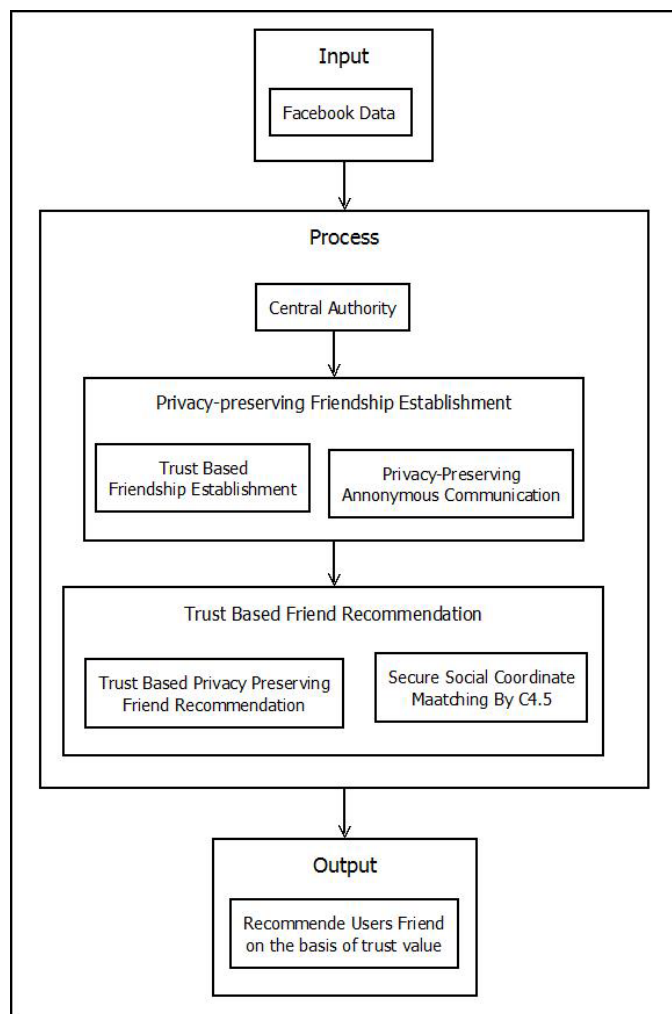 Input
Facebook Data
Process
Central Authority
Privacy-preserving Friendship Establishment
Trust Based
Friendship Establishment
Privacy-Preserving
Annonymous Communication
Trust Based Friend Recommendation
Trust Based Privacy Preserving
Friend Recommendation
Secure Social Coordinate
Maatching By C4.5
Output
Recommende Users Friend
on the basis of trust value